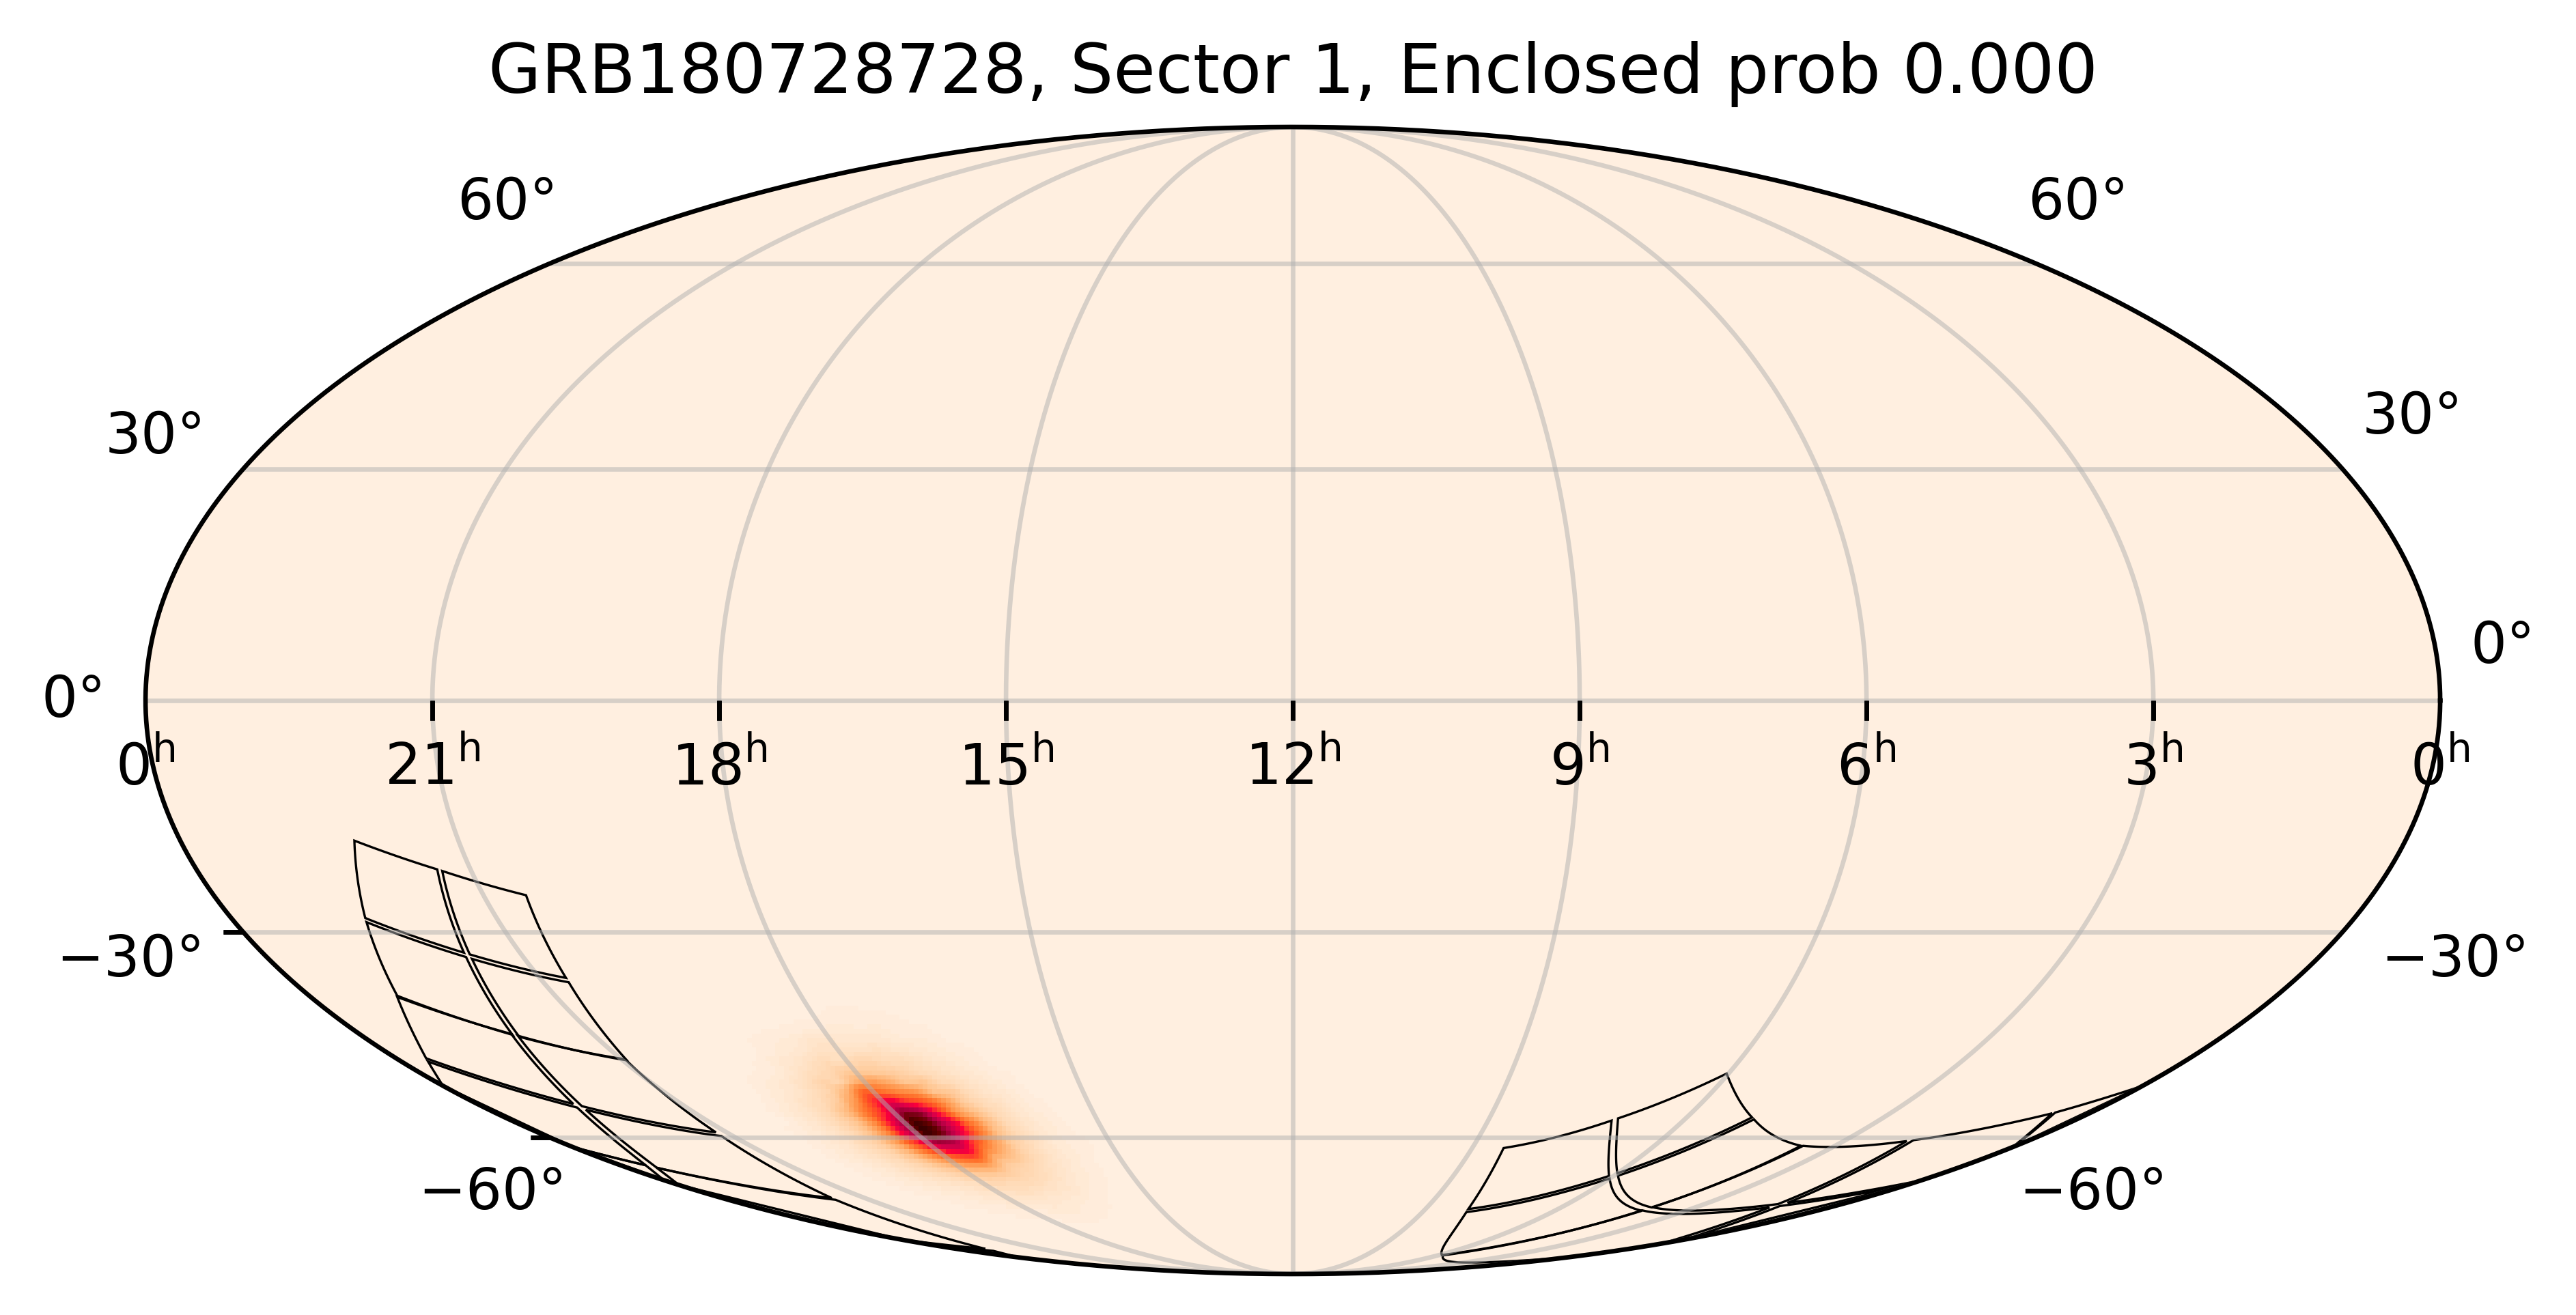 GRB180728728, Sector 1, Enclosed prob 0.000
60° 60°
30° 30°
0° 0°
0h 21h 18h 15h 12h 9h 6h 3h 0h
−30° −30°
−60° −60°